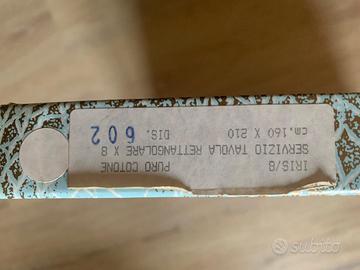 IRIS/8 PURO COTONE
SERVIZIO TAVOLA RETTANGOLARE X 8
cm. 160 X 210 DIS. 602
subito